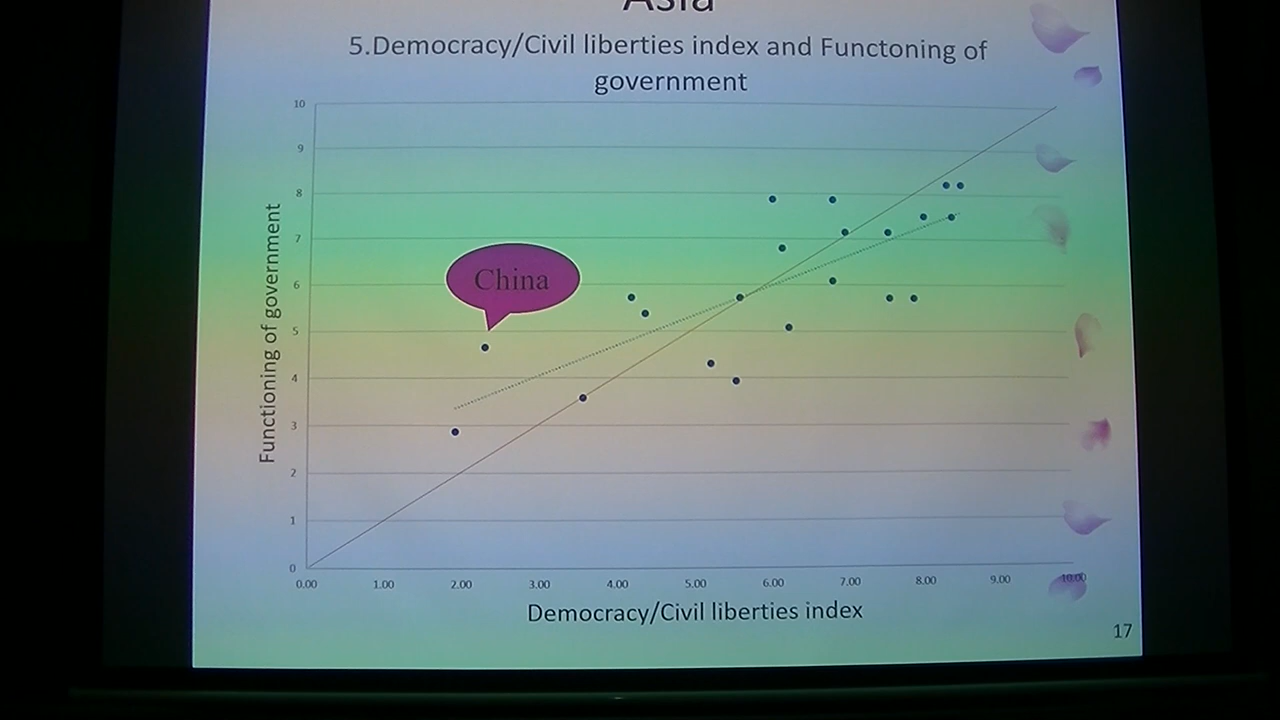 Asia
5.Democracy/Civil liberties index and Functoning of
government
10
9
8
7
6
5
4
3
2
1
0
Functioning of government
China
0.00 1.00 2.00 3.00 4.00 5.00 6.00 7.00 8.00 9.00 10.00
Democracy/Civil liberties index
17